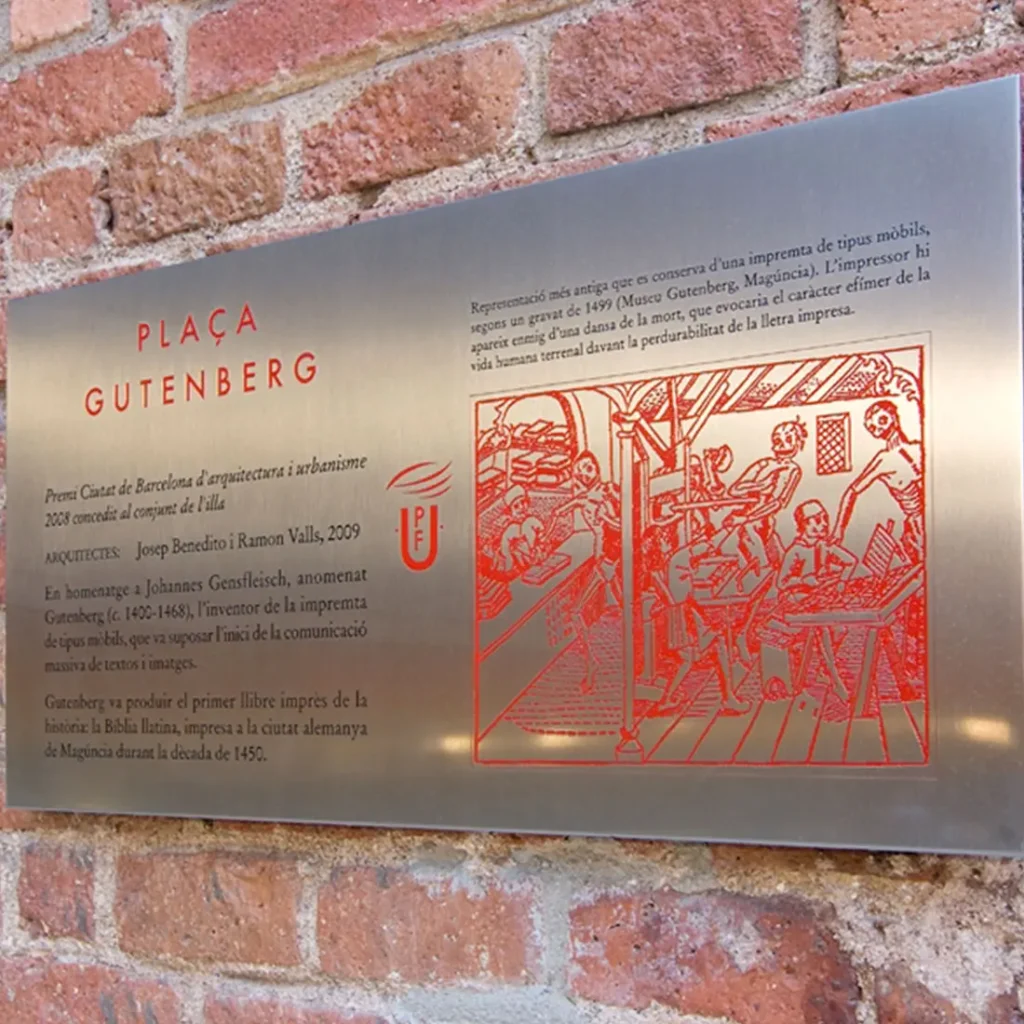 PLAÇA
GUTENBERG
Premi Ciutat de Barcelona d'arquitectura i urbanisme
2008 concedit al conjunt de l'illa
ARQUITECTES: Josep Benedito i Ramon Valls, 2009
En homenatge a Johannes Gensfleisch, anomenat
Gutenberg (c. 1400-1468), l'inventor de la impremta
de tipus mòbils, que va suposar l'inici de la comunicació
massiva de textos i imatges.
Gutenberg va produir el primer llibre imprès de la
història: la Bíblia llatina, impresa a la ciutat alemanya
de Magúncia durant la dècada de 1450.
UPF
Representació més antiga que es conserva d'una impremta de tipus mòbils,
segons un gravat de 1499 (Museu Gutenberg, Magúncia). L'impressor hi
apareix enmig d'una dansa de la mort, que evocaria el caràcter efímer de la
vida humana terrenal davant la perdurabilitat de la lletra impresa.